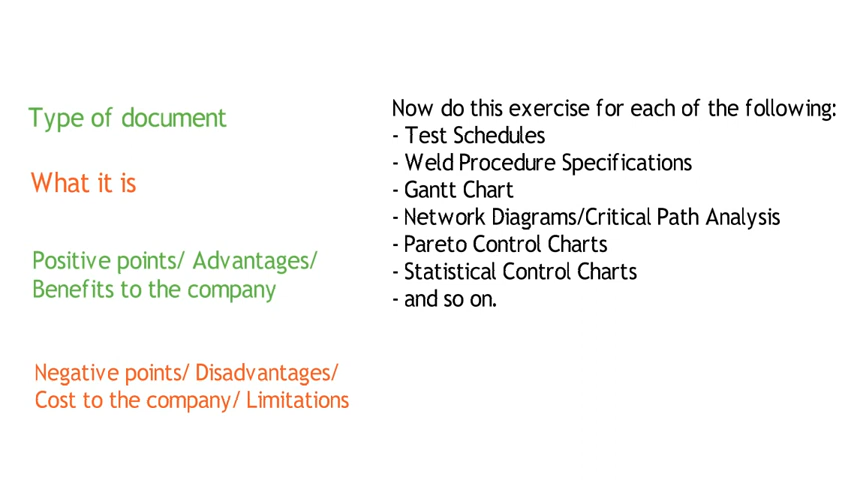 Type of document
What it is
Positive points/ Advantages/
Benefits to the company
Negative points/ Disadvantages/
Cost to the company/ Limitations
Now do this exercise for each of the following:
- Test Schedules
- Weld Procedure Specifications
- Gantt Chart
- Network Diagrams/Critical Path Analysis
- Pareto Control Charts
- Statistical Control Charts
- and so on.